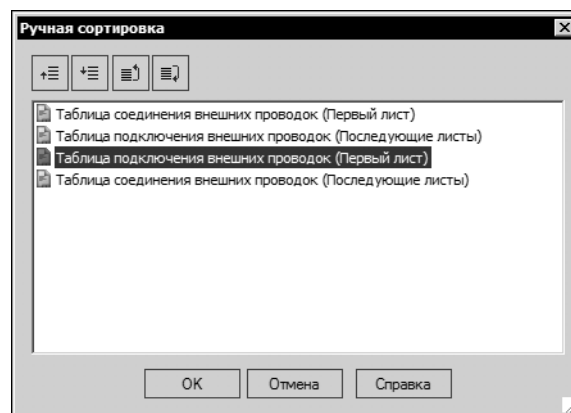 Ручная сортировка
Таблица соединения внешних проводок (Первый лист)
Таблица подключения внешних проводок (Последующие листы)
Таблица подключения внешних проводок (Первый лист)
Таблица соединения внешних проводок (Последующие листы)
OK
Отмена
Справка